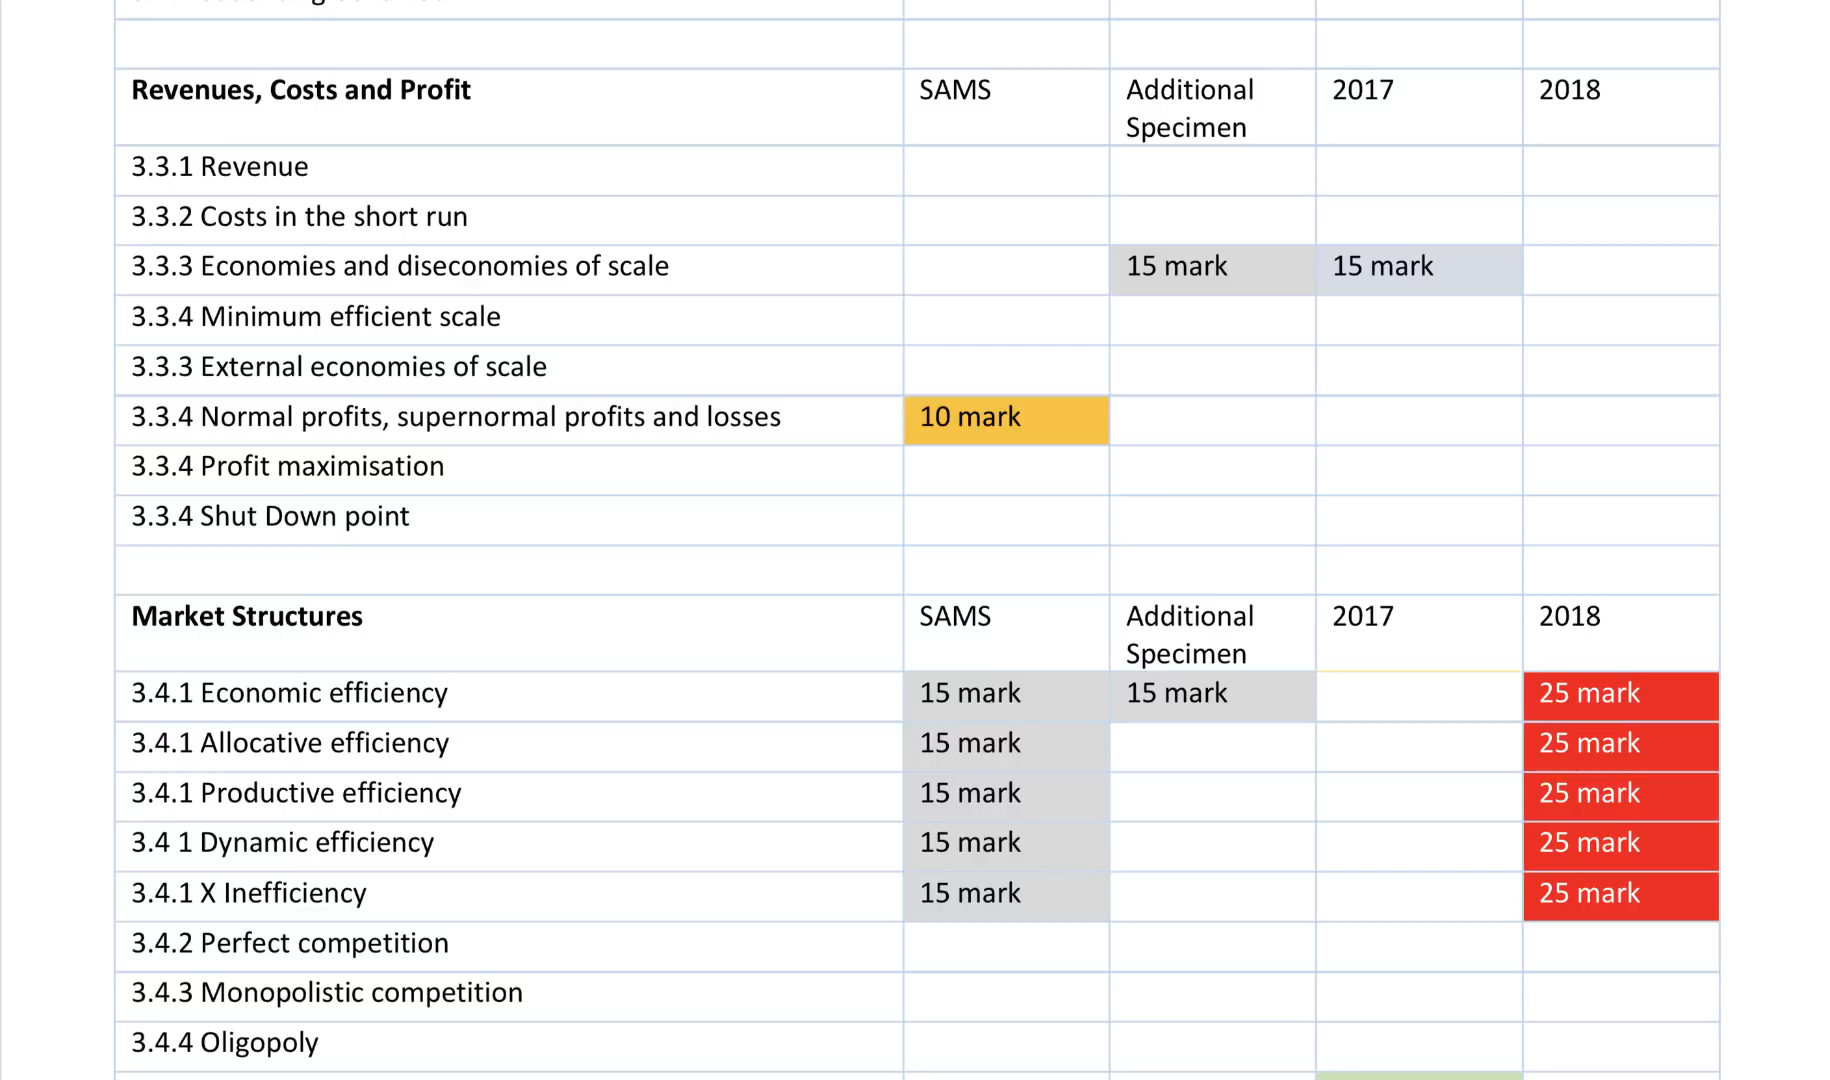 Revenues, Costs and Profit SAMS Additional Specimen 2017 2018
3.3.1 Revenue
3.3.2 Costs in the short run
3.3.3 Economies and diseconomies of scale 15 mark 15 mark
3.3.4 Minimum efficient scale
3.3.3 External economies of scale
3.3.4 Normal profits, supernormal profits and losses 10 mark
3.3.4 Profit maximisation
3.3.4 Shut Down point
Market Structures SAMS Additional Specimen 2017 2018
3.4.1 Economic efficiency 15 mark 15 mark 25 mark
3.4.1 Allocative efficiency 15 mark 25 mark
3.4.1 Productive efficiency 15 mark 25 mark
3.4 1 Dynamic efficiency 15 mark 25 mark
3.4.1 X Inefficiency 15 mark 25 mark
3.4.2 Perfect competition
3.4.3 Monopolistic competition
3.4.4 Oligopoly